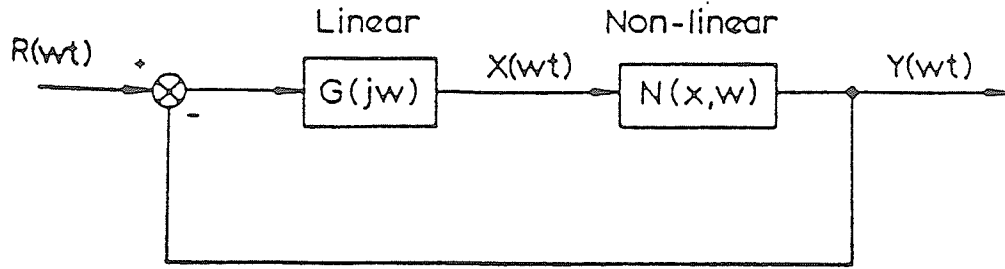 Linear
Non-linear
R(wt)
+
X(wt)
Y(wt)
G(jw)
N(x,w)
-